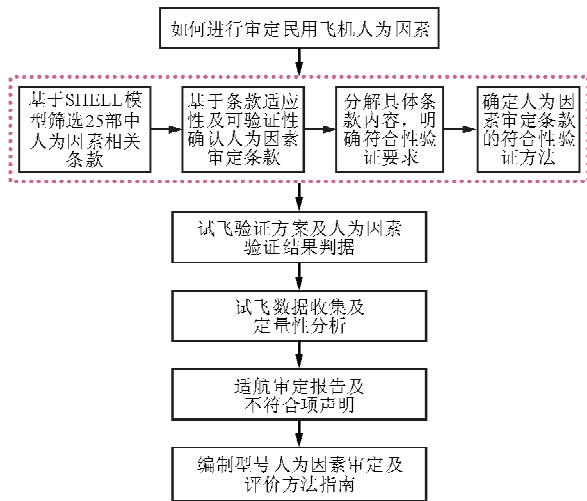 如何进行审定民用飞机人为因素
基于SHELL模
型筛选25部中
人为因素相关
条款
基于条款适应
性及可验证性
确认人为因素
审定条款
分解具体条
款内容，明
确符合性验
证要求
确定人为因
素审定条款
的符合性验
证方法
试飞验证方案及人为因素
验证结果判据
试飞数据收集及
定量性分析
适航审定报告及
不符合项声明
编制型号人为因素审定及
评价方法指南